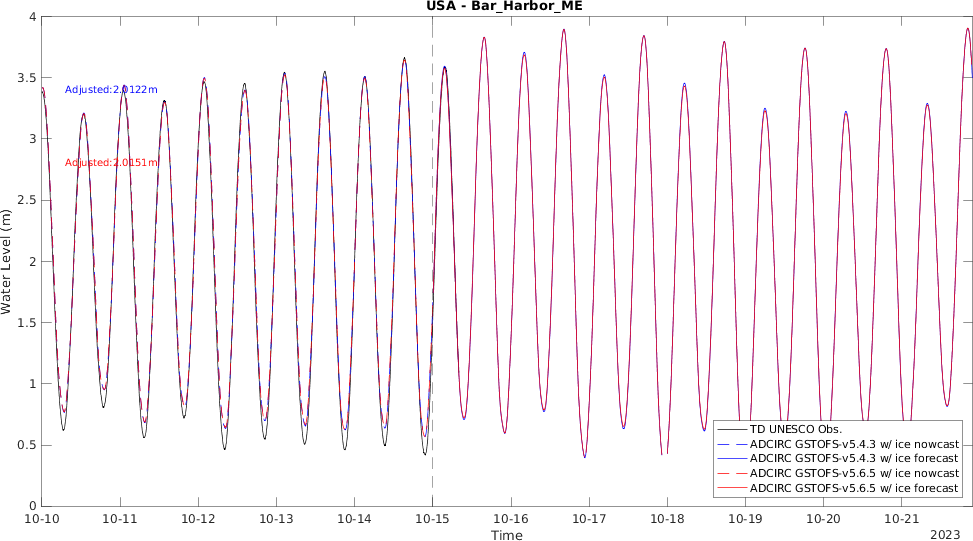 USA - Bar_Harbor_ME
4
3.5
3
2.5
2
1.5
1
0.5
0
Water Level (m)
Adjusted:2.0122m
Adjusted:2.0151m
TD UNESCO Obs.
ADCIRC GSTOFS-v5.4.3 w/ ice nowcast
ADCIRC GSTOFS-v5.4.3 w/ ice forecast
ADCIRC GSTOFS-v5.6.5 w/ ice nowcast
ADCIRC GSTOFS-v5.6.5 w/ ice forecast
10-10 10-11 10-12 10-13 10-14 10-15 10-16 10-17 10-18 10-19 10-20 10-21
Time
2023